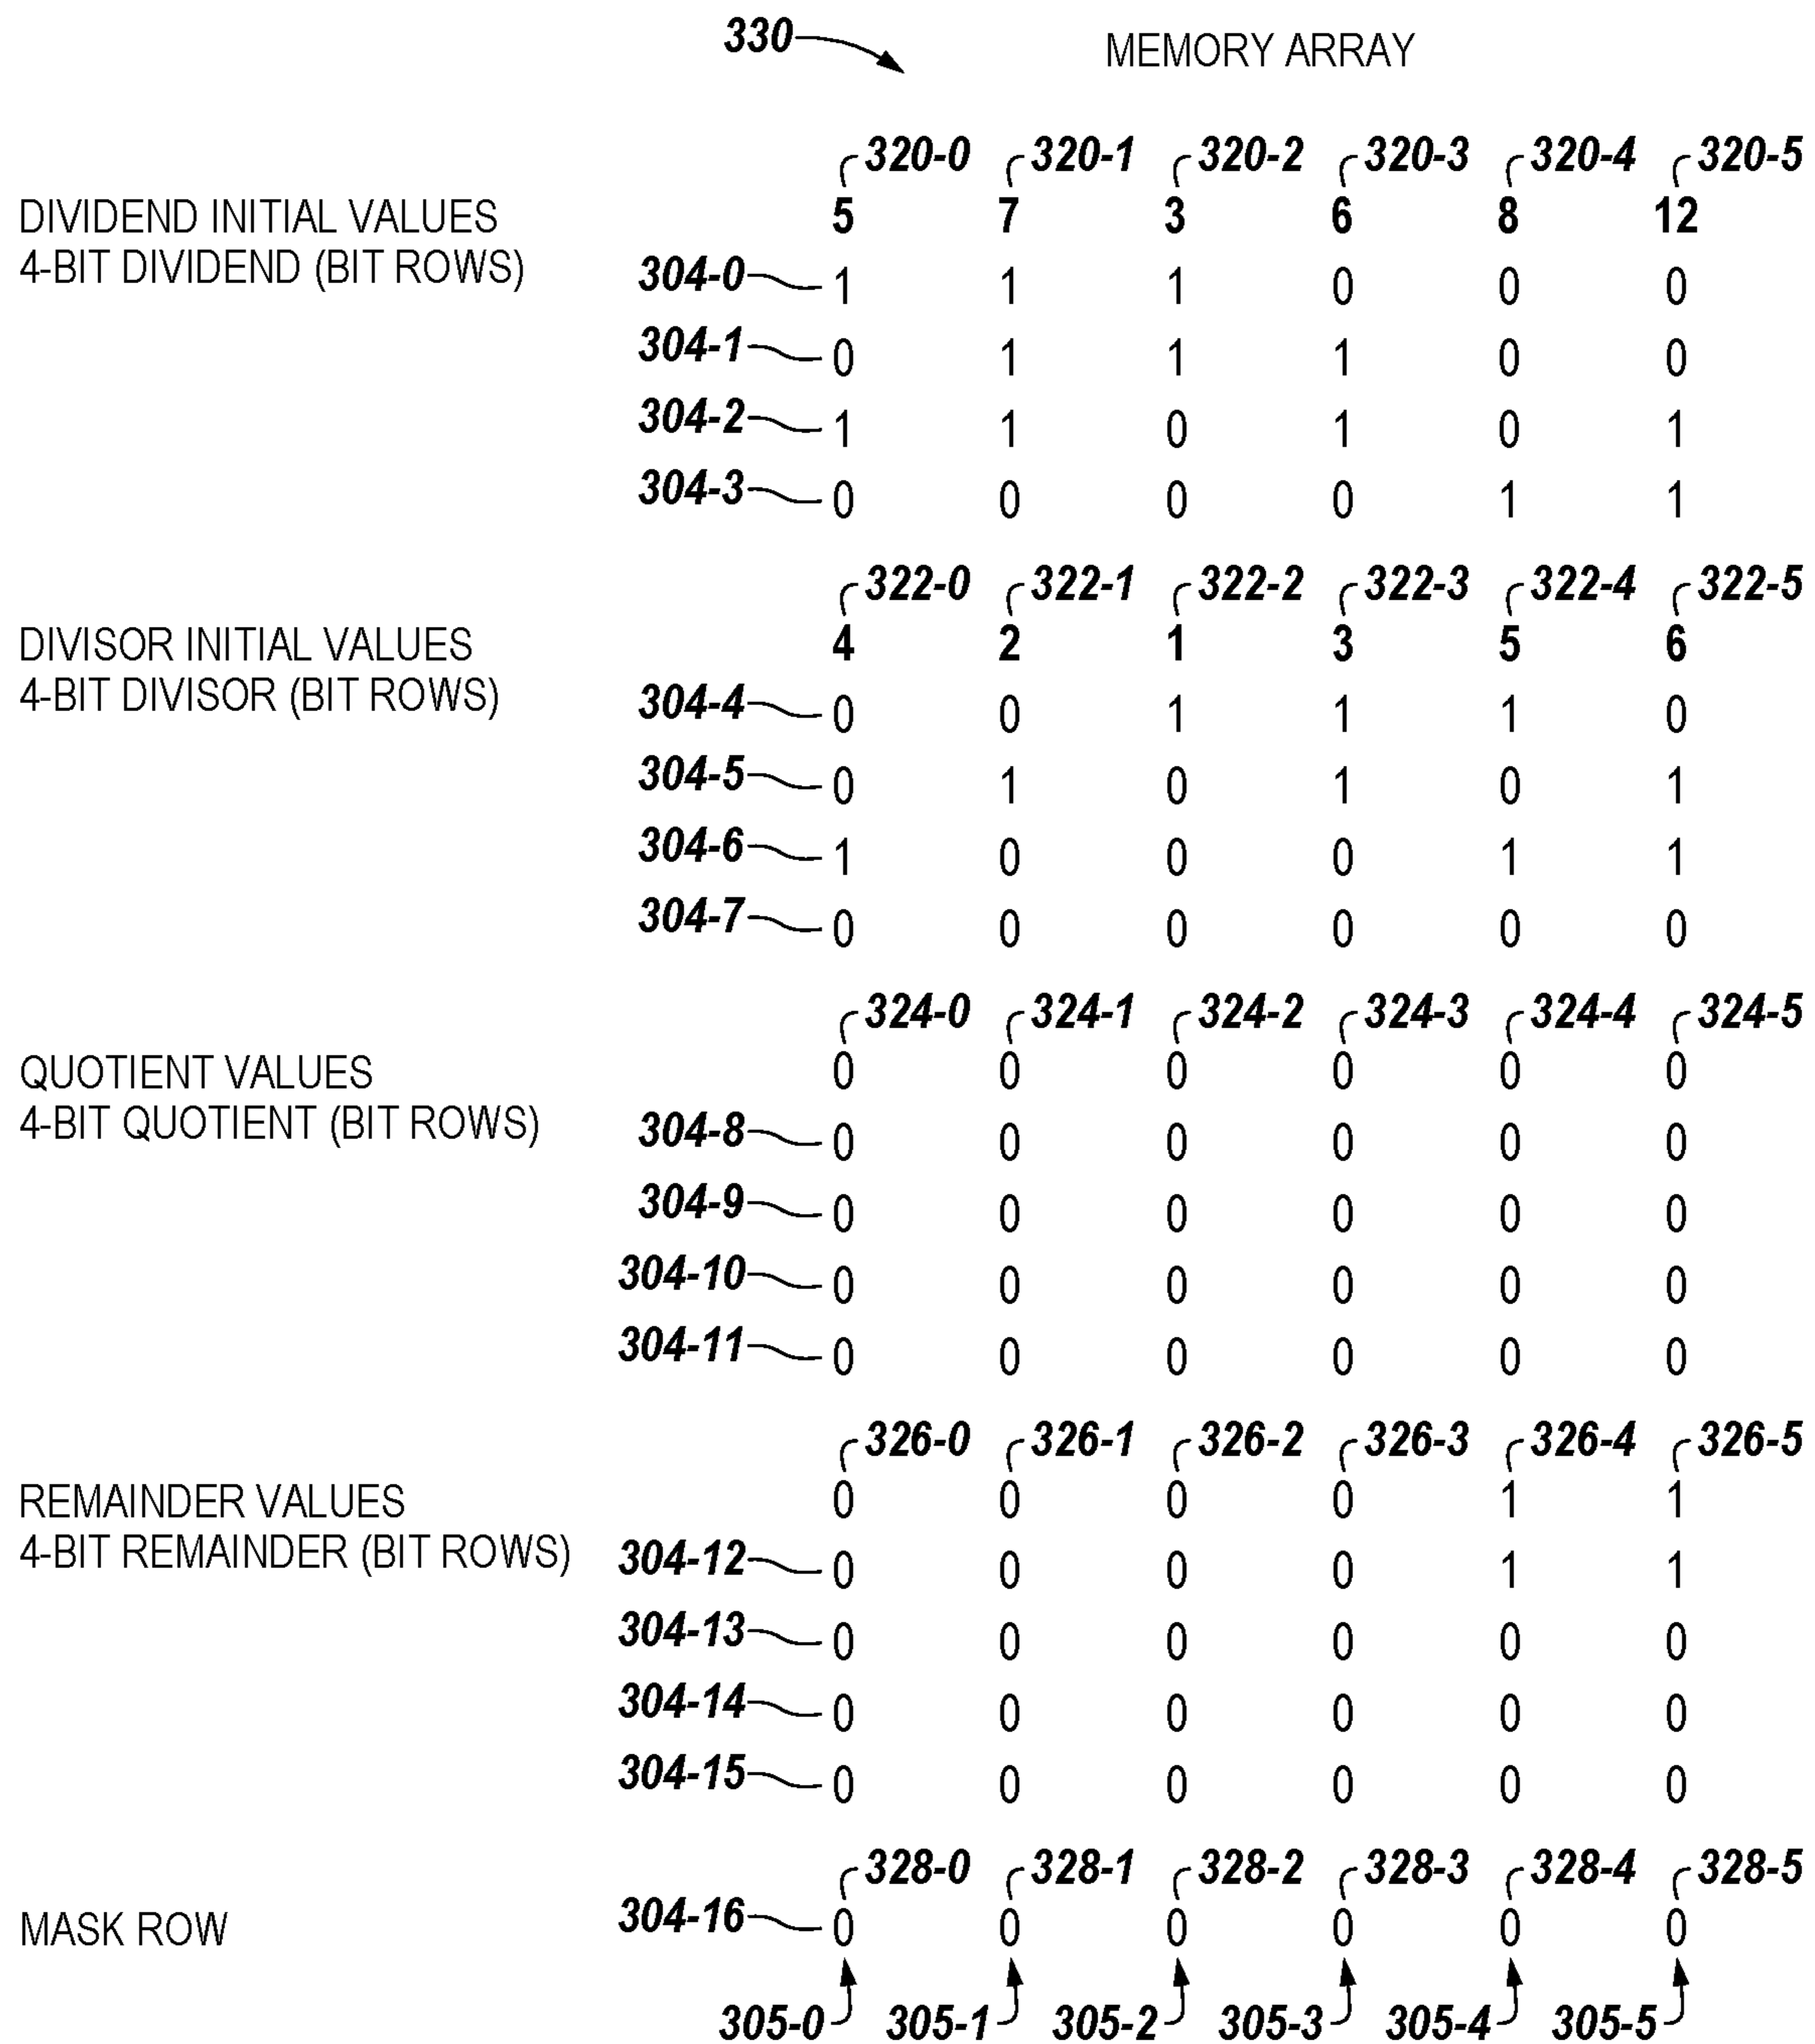 330 MEMORY ARRAY
320-0 320-1 320-2 320-3 320-4 320-5
DIVIDEND INITIAL VALUES 5 7 3 6 8 12
4-BIT DIVIDEND (BIT ROWS) 304-0 1 1 1 0 0 0
304-1 0 1 1 1 0 0
304-2 1 1 0 1 0 1
304-3 0 0 0 0 1 1
322-0 322-1 322-2 322-3 322-4 322-5
DIVISOR INITIAL VALUES 4 2 1 3 5 6
4-BIT DIVISOR (BIT ROWS) 304-4 0 0 1 1 1 0
304-5 0 1 0 1 0 1
304-6 1 0 0 0 1 1
304-7 0 0 0 0 0 0
324-0 324-1 324-2 324-3 324-4 324-5
QUOTIENT VALUES 0 0 0 0 0 0
4-BIT QUOTIENT (BIT ROWS) 304-8 0 0 0 0 0 0
304-9 0 0 0 0 0 0
304-10 0 0 0 0 0 0
304-11 0 0 0 0 0 0
326-0 326-1 326-2 326-3 326-4 326-5
REMAINDER VALUES 0 0 0 0 1 1
4-BIT REMAINDER (BIT ROWS) 304-12 0 0 0 0 1 1
304-13 0 0 0 0 0 0
304-14 0 0 0 0 0 0
304-15 0 0 0 0 0 0
328-0 328-1 328-2 328-3 328-4 328-5
MASK ROW 304-16 0 0 0 0 0 0
305-0 305-1 305-2 305-3 305-4 305-5